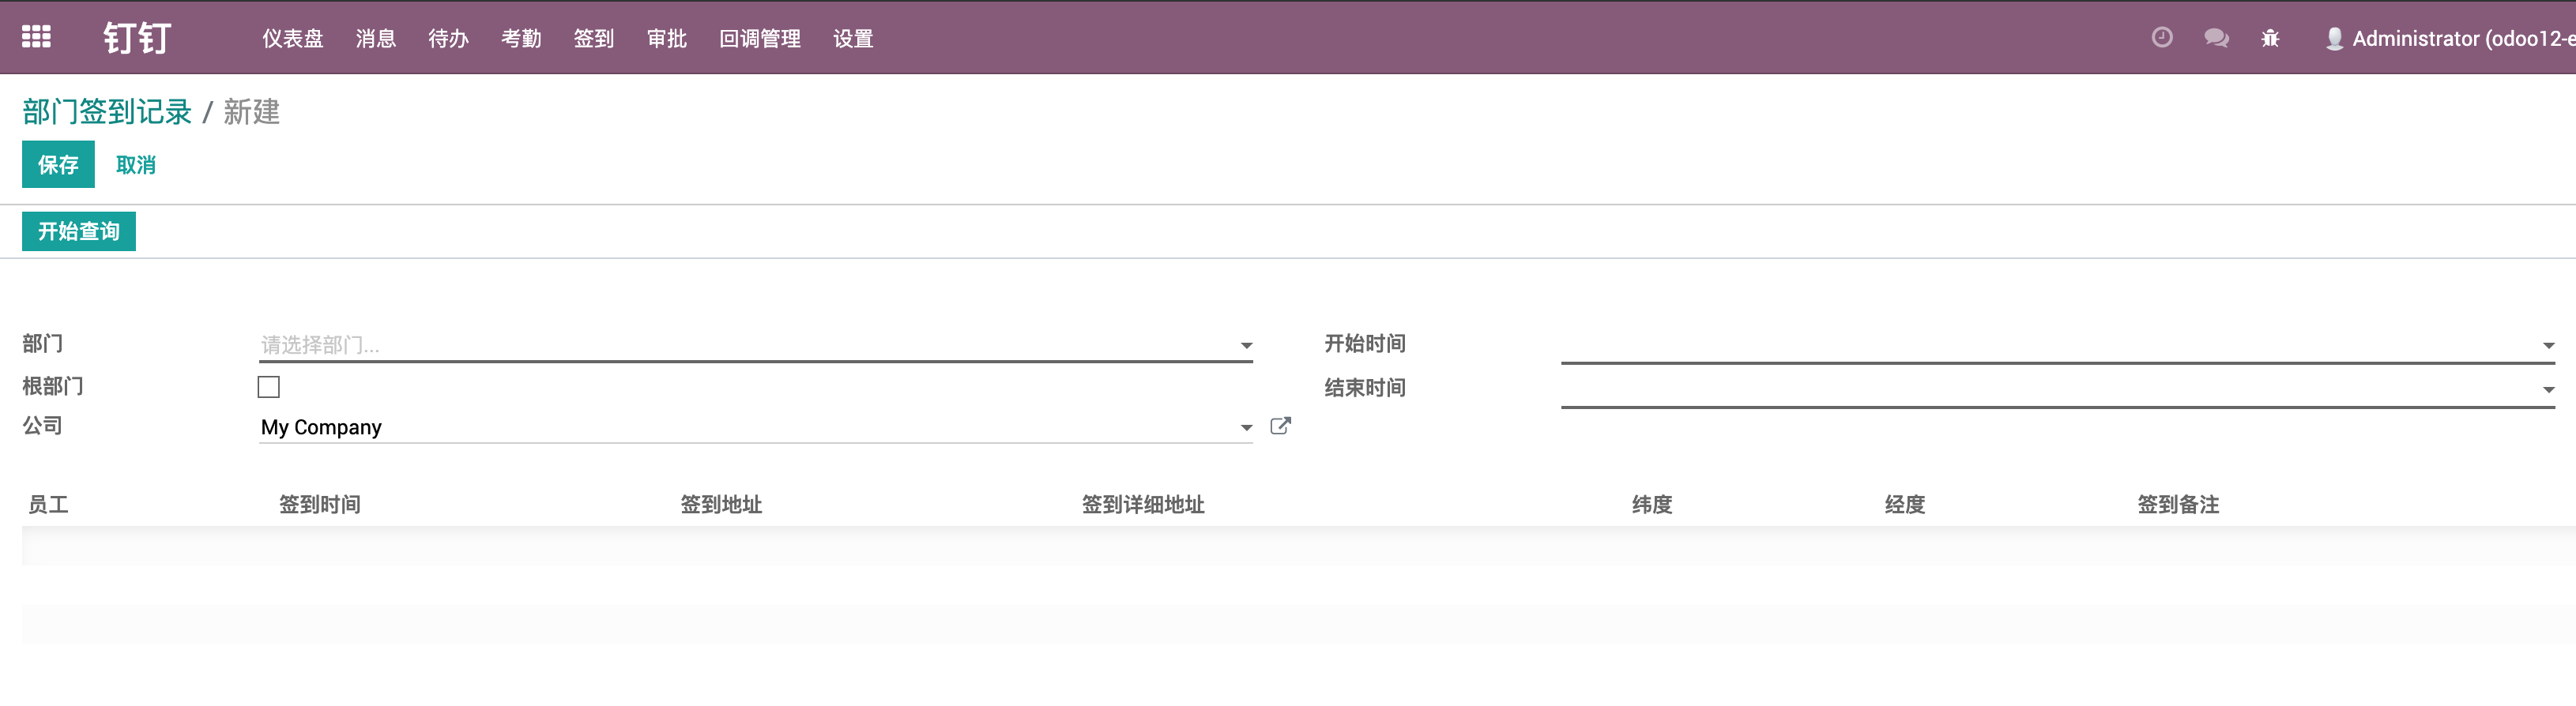 钉钉 仪表盘 消息 待办 考勤 签到 审批 回调管理 设置 Administrator (odoo12-e
部门签到记录 / 新建
保存 取消
开始查询
部门 请选择部门... 开始时间
根部门 结束时间
公司 My Company
员工 签到时间 签到地址 签到详细地址 纬度 经度 签到备注